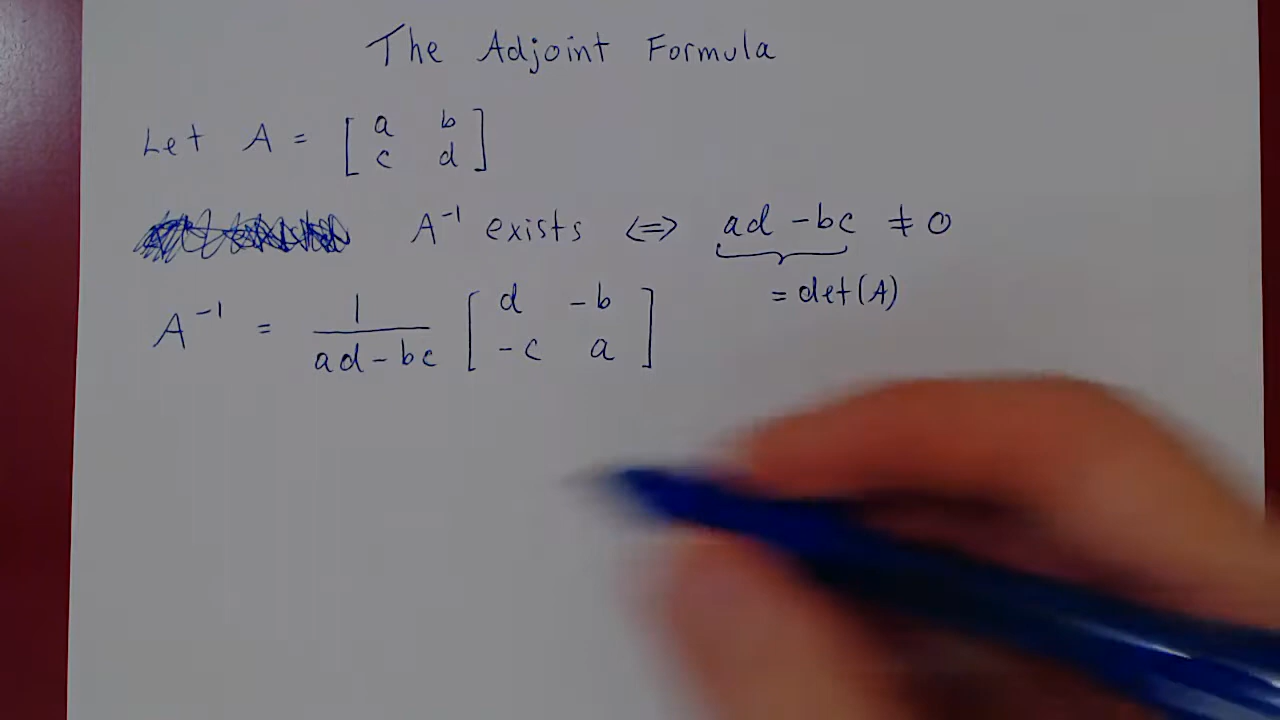 The Adjoint Formula
Let A = [a b; c d]
A⁻¹ exists ⇔ ad - bc ≠ 0
= det(A)
A⁻¹ = 1/(ad - bc) [d -b; -c a]